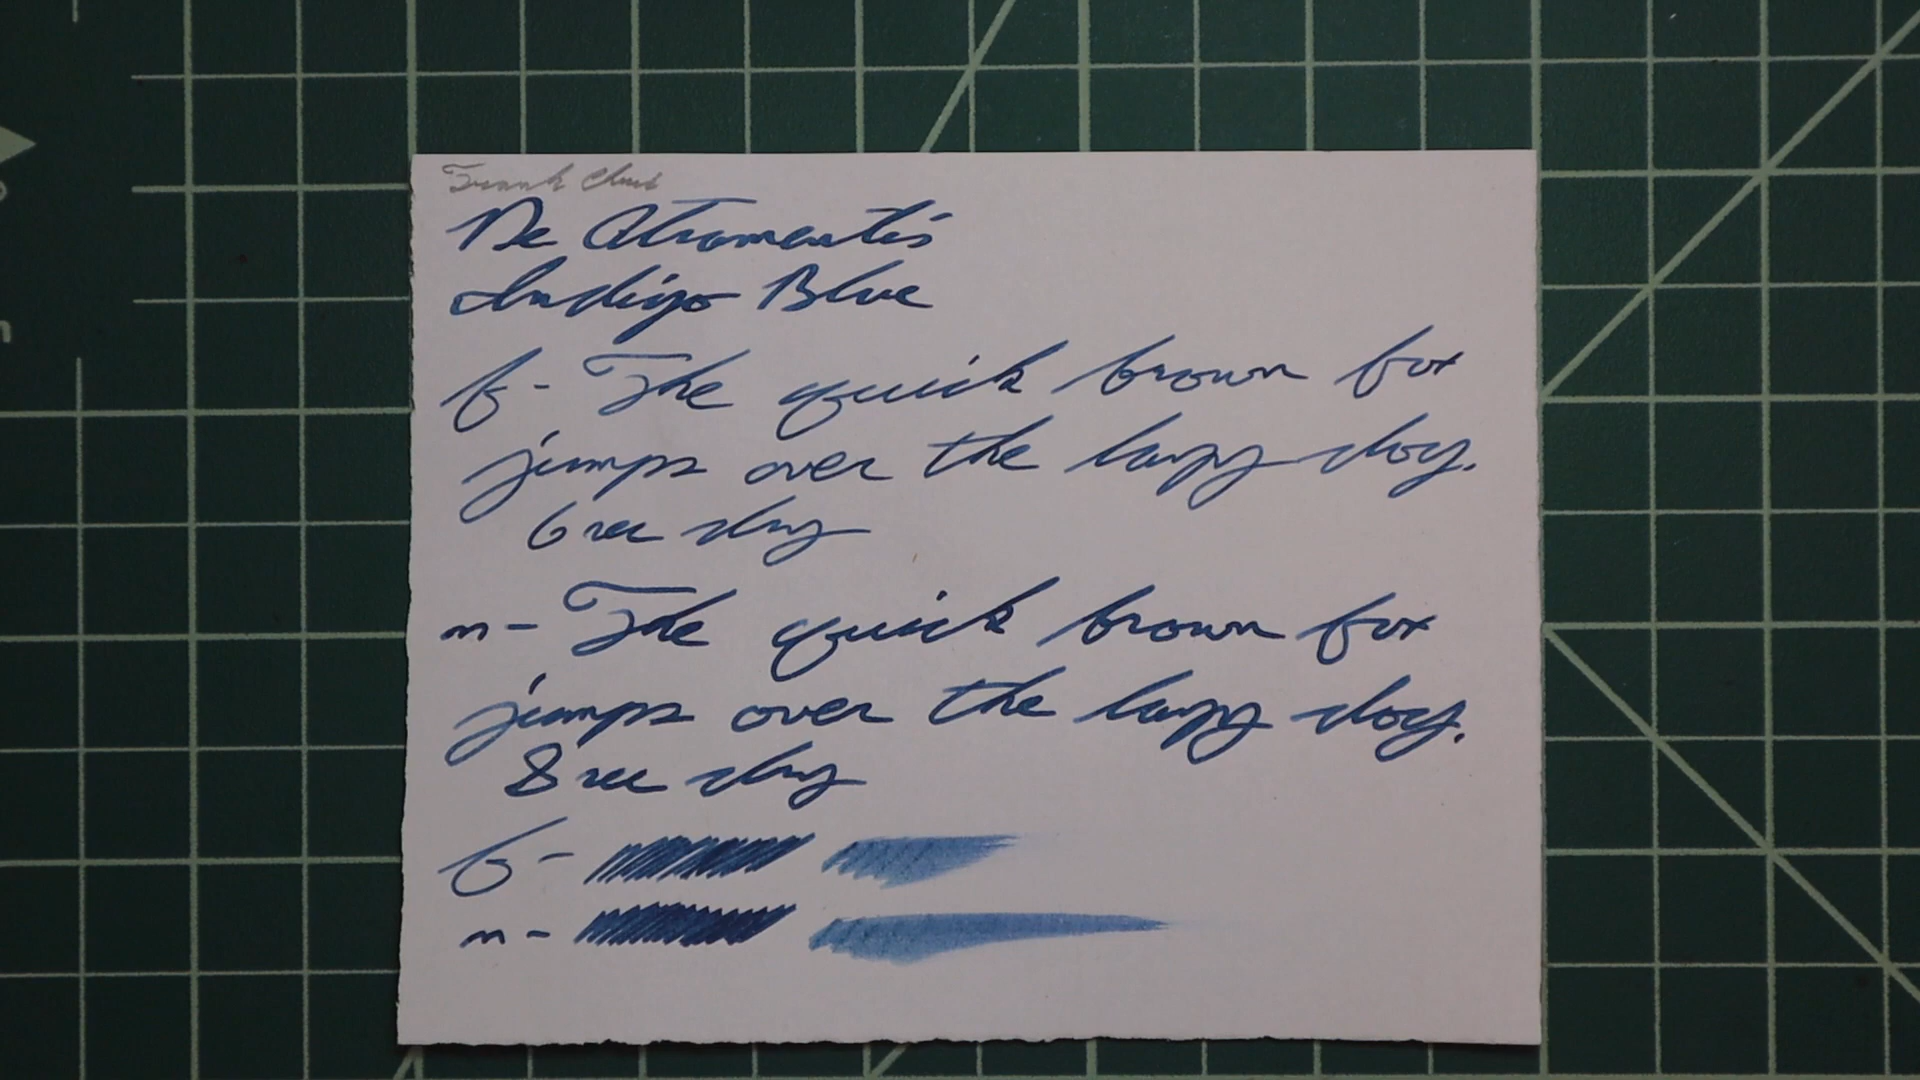 Frank
De Atramentis
Indigo Blue
f - The quick brown fox
jumps over the lazy dog.
6 sec dry
m - The quick brown fox
jumps over the lazy dog.
8 sec dry
f -
m -